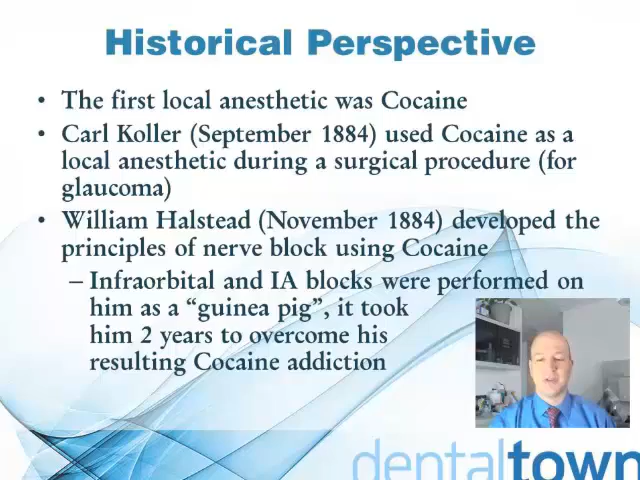 Historical Perspective
• The first local anesthetic was Cocaine
• Carl Koller (September 1884) used Cocaine as a
local anesthetic during a surgical procedure (for
glaucoma)
• William Halstead (November 1884) developed the
principles of nerve block using Cocaine
– Infraorbital and IA blocks were performed on
him as a “guinea pig”, it took
him 2 years to overcome his
resulting Cocaine addiction
dentaltown